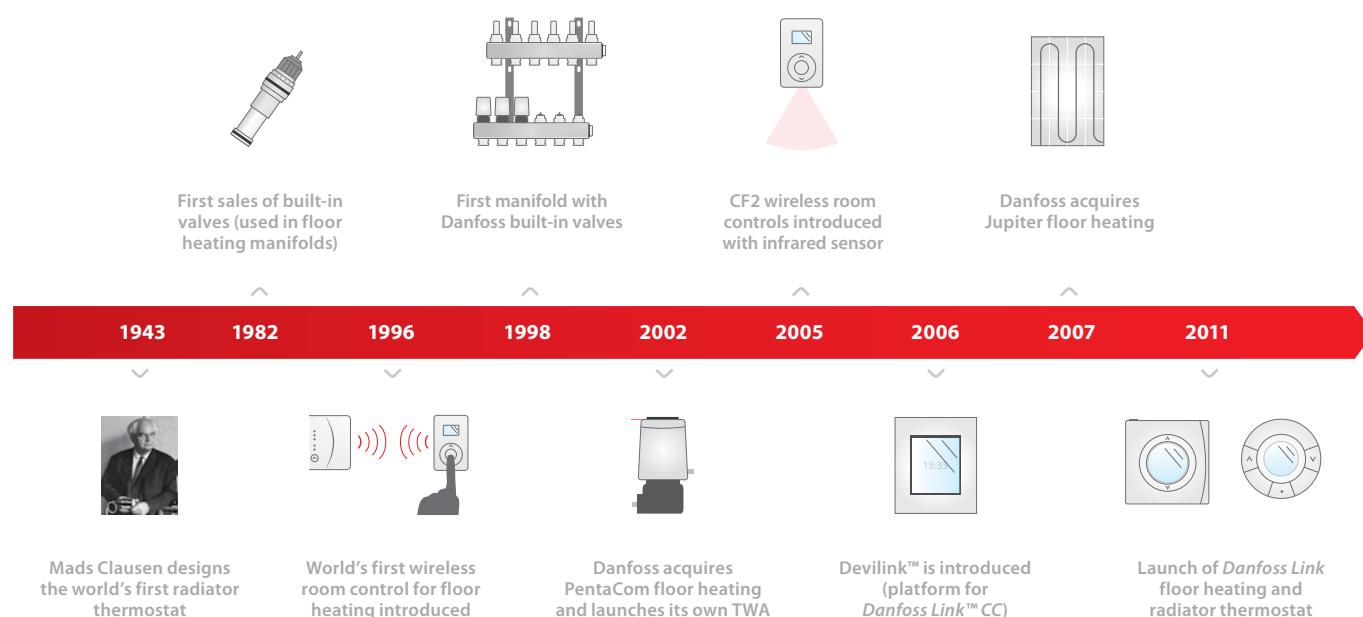 First sales of built-in
valves (used in floor
heating manifolds)
First manifold with
Danfoss built-in valves
CF2 wireless room
controls introduced
with infrared sensor
Danfoss acquires
Jupiter floor heating
1943 1982 1996 1998 2002 2005 2006 2007 2011
13:35
Mads Clausen designs
the world’s first radiator
thermostat
World’s first wireless
room control for floor
heating introduced
Danfoss acquires
PentaCom floor heating
and launches its own TWA
Devilink™ is introduced
(platform for
Danfoss Link™ CC)
Launch of Danfoss Link
floor heating and
radiator thermostat